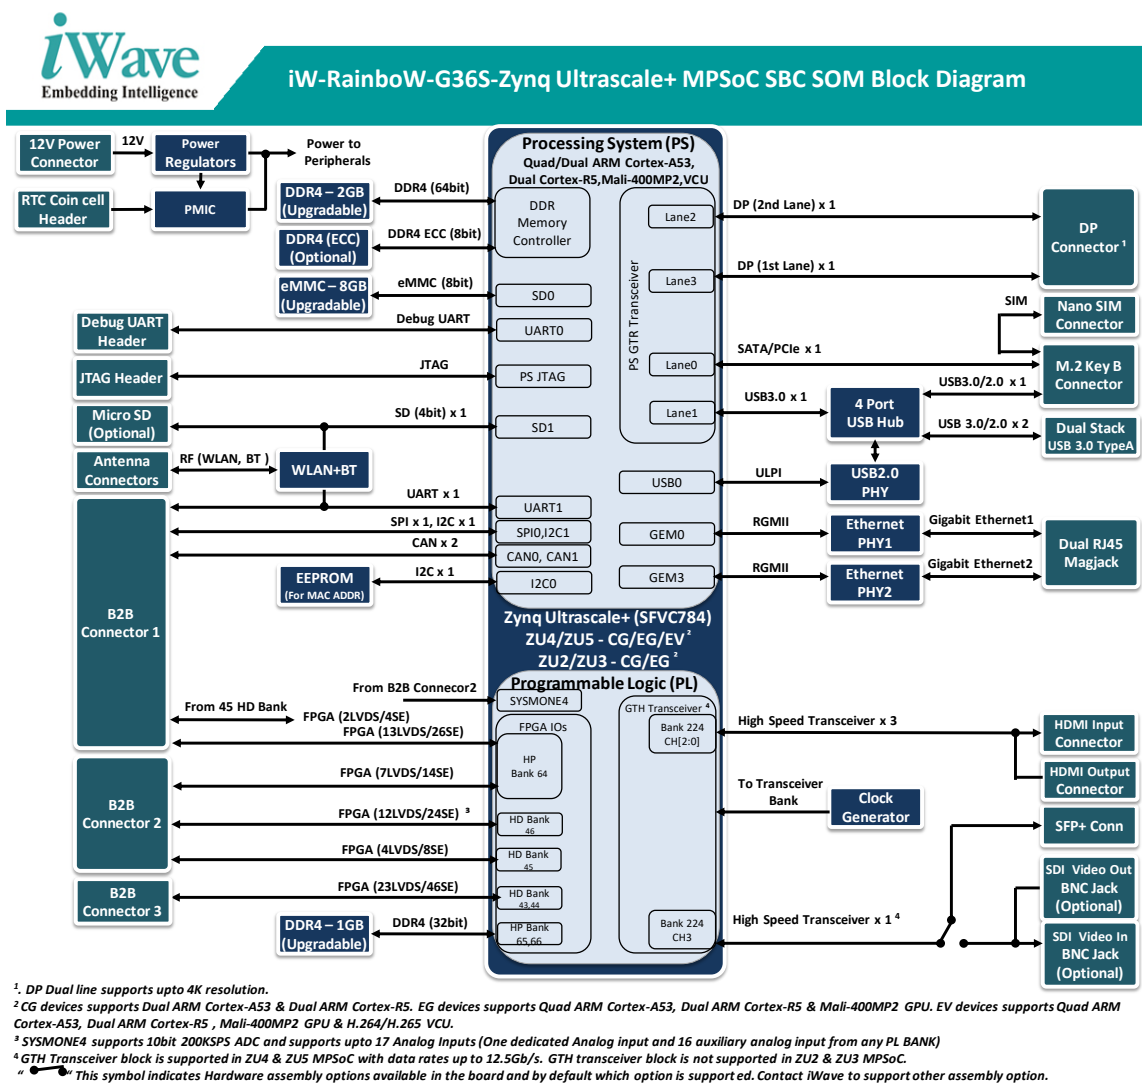 iWave
Embedding Intelligence
iW-RainboW-G36S-Zynq Ultrascale+ MPSoC SBC SOM Block Diagram
12V Power
Connector
12V
Power
Regulators
Power to
Peripherals
RTC Coin cell
Header
PMIC
Processing System (PS)
Quad/Dual ARM Cortex-A53,
Dual Cortex-R5,Mali-400MP2,VCU
DDR4 – 2GB
(Upgradable)
DDR4 (64bit)
DDR
Memory
Controller
DDR4 (ECC)
(Optional)
DDR4 ECC (8bit)
eMMC – 8GB
(Upgradable)
eMMC (8bit)
SD0
Debug UART
Header
Debug UART
UART0
JTAG Header
JTAG
PS JTAG
Micro SD
(Optional)
SD (4bit) x 1
SD1
Antenna
Connectors
RF (WLAN, BT )
WLAN+BT
UART x 1
UART1
SPI x 1, I2C x 1
SPI0,I2C1
CAN x 2
CAN0, CAN1
EEPROM
(For MAC ADDR)
I2C x 1
I2C0
B2B
Connector 1
PS GTR Transceiver
Lane2
DP (2nd Lane) x 1
DP
Connector ¹
Lane3
DP (1st Lane) x 1
SIM
Nano SIM
Connector
Lane0
SATA/PCIe x 1
M.2 Key B
Connector
Lane1
USB3.0 x 1
4 Port
USB Hub
USB3.0/2.0 x 1
USB 3.0/2.0 x 2
Dual Stack
USB 3.0 TypeA
USB0
ULPI
USB2.0
PHY
GEM0
RGMII
Ethernet
PHY1
Gigabit Ethernet1
Dual RJ45
Magjack
GEM3
RGMII
Ethernet
PHY2
Gigabit Ethernet2
Zynq Ultrascale+ (SFVC784)
ZU4/ZU5 - CG/EG/EV ²
ZU2/ZU3 - CG/EG ²
Programmable Logic (PL)
From B2B Connecor2
SYSMONE4
From 45 HD Bank
FPGA (2LVDS/4SE)
FPGA (13LVDS/26SE)
FPGA IOs
HP
Bank 64
B2B
Connector 2
FPGA (7LVDS/14SE)
FPGA (12LVDS/24SE) ³
HD Bank
46
FPGA (4LVDS/8SE)
HD Bank
45
B2B
Connector 3
FPGA (23LVDS/46SE)
HD Bank
43,44
DDR4 – 1GB
(Upgradable)
DDR4 (32bit)
HP Bank
65,66
GTH Transceiver ⁴
Bank 224
CH[2:0]
High Speed Transceiver x 3
HDMI Input
Connector
HDMI Output
Connector
To Transceiver
Bank
Clock
Generator
SFP+ Conn
SDI Video Out
BNC Jack
(Optional)
Bank 224
CH3
High Speed Transceiver x 1 ⁴
SDI Video In
BNC Jack
(Optional)
¹. DP Dual line supports upto 4K resolution.
² CG devices supports Dual ARM Cortex-A53 & Dual ARM Cortex-R5. EG devices supports Quad ARM Cortex-A53, Dual ARM Cortex-R5 & Mali-400MP2 GPU. EV devices supports Quad ARM
Cortex-A53, Dual ARM Cortex-R5 , Mali-400MP2 GPU & H.264/H.265 VCU.
³ SYSMONE4 supports 10bit 200KSPS ADC and supports upto 17 Analog Inputs (One dedicated Analog input and 16 auxiliary analog input from any PL BANK)
⁴ GTH Transceiver block is supported in ZU4 & ZU5 MPSoC with data rates up to 12.5Gb/s. GTH transceiver block is not supported in ZU2 & ZU3 MPSoC.
“ “ This symbol indicates Hardware assembly options available in the board and by default which option is supported. Contact iWave to support other assembly option.